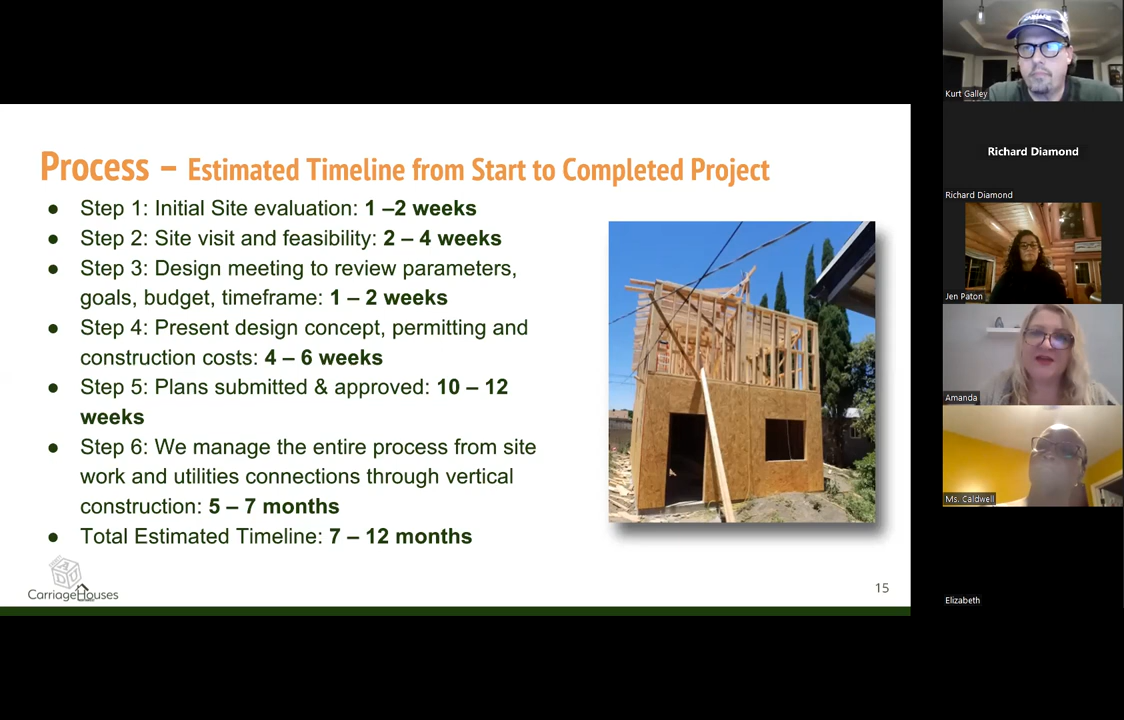 Process – Estimated Timeline from Start to Completed Project
● Step 1: Initial Site evaluation: 1 –2 weeks
● Step 2: Site visit and feasibility: 2 – 4 weeks
● Step 3: Design meeting to review parameters,
goals, budget, timeframe: 1 – 2 weeks
● Step 4: Present design concept, permitting and
construction costs: 4 – 6 weeks
● Step 5: Plans submitted & approved: 10 – 12
weeks
● Step 6: We manage the entire process from site
work and utilities connections through vertical
construction: 5 – 7 months
● Total Estimated Timeline: 7 – 12 months
ADU
CarriageHouses
15
Kurt Galley
Richard Diamond
Richard Diamond
Jen Paton
Amanda
Ms. Caldwell
Elizabeth